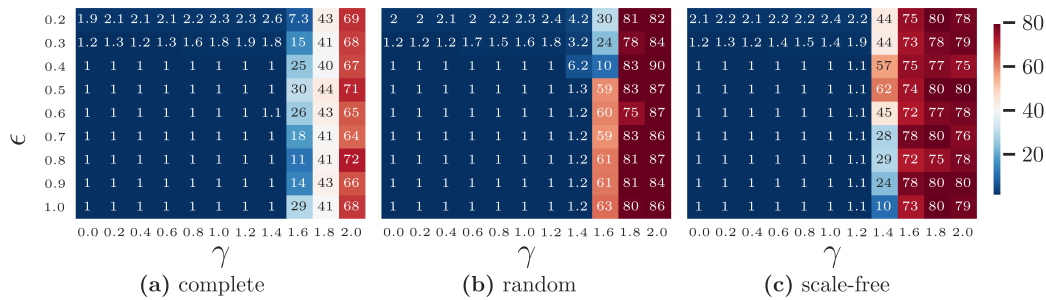 0.2 1.9 2.1 2.1 2.1 2.2 2.3 2.3 2.6 7.3 43 69 2 2 2.1 2 2.2 2.3 2.4 4.2 30 81 82 2.1 2.1 2.2 2.2 2.1 2.4 2.2 44 75 80 78 80
0.3 1.2 1.3 1.2 1.3 1.6 1.8 1.9 1.8 15 41 68 1.2 1.2 1.2 1.7 1.5 1.6 1.8 3.2 24 78 84 1.2 1.3 1.2 1.4 1.5 1.4 1.9 44 73 78 79
0.4 1 1 1 1 1 1 1 1 25 40 67 1 1 1 1 1 1 1 6.2 10 83 90 1 1 1 1 1 1 1.1 57 75 77 75 60
0.5 1 1 1 1 1 1 1 1 30 44 71 1 1 1 1 1 1 1 1.3 59 83 87 1 1 1 1 1 1 1.1 62 74 80 80
ϵ 0.6 1 1 1 1 1 1 1 1.1 26 43 65 1 1 1 1 1 1 1 1.2 60 75 87 1 1 1 1 1 1 1.1 45 72 77 78 40
0.7 1 1 1 1 1 1 1 1 18 41 64 1 1 1 1 1 1 1 1.2 59 83 86 1 1 1 1 1 1 1.1 28 78 80 76
0.8 1 1 1 1 1 1 1 1 11 41 72 1 1 1 1 1 1 1 1.2 61 81 87 1 1 1 1 1 1 1.1 29 72 75 78 20
0.9 1 1 1 1 1 1 1 1 14 43 66 1 1 1 1 1 1 1 1.2 61 81 84 1 1 1 1 1 1 1.1 24 78 80 80
1.0 1 1 1 1 1 1 1 1 29 41 68 1 1 1 1 1 1 1 1.2 63 80 86 1 1 1 1 1 1 1.1 10 73 80 79
0.0 0.2 0.4 0.6 0.8 1.0 1.2 1.4 1.6 1.8 2.0 0.0 0.2 0.4 0.6 0.8 1.0 1.2 1.4 1.6 1.8 2.0 0.0 0.2 0.4 0.6 0.8 1.0 1.2 1.4 1.6 1.8 2.0
γ γ γ
(a) complete (b) random (c) scale-free